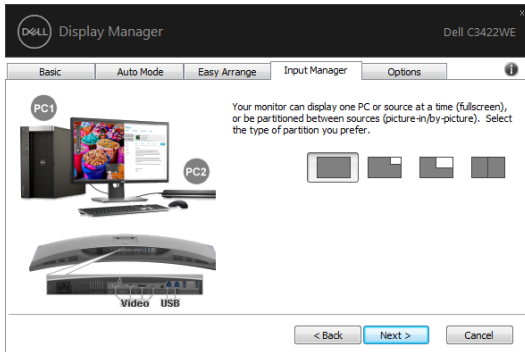 DELL Display Manager
Dell C3422WE
x
Basic
Auto Mode
Easy Arrange
Input Manager
Options
i
PC1
PC2
Video USB
Your monitor can display one PC or source at a time (fullscreen),
or be partitioned between sources (picture-in/by-picture). Select
the type of partition you prefer.
< Back
Next >
Cancel